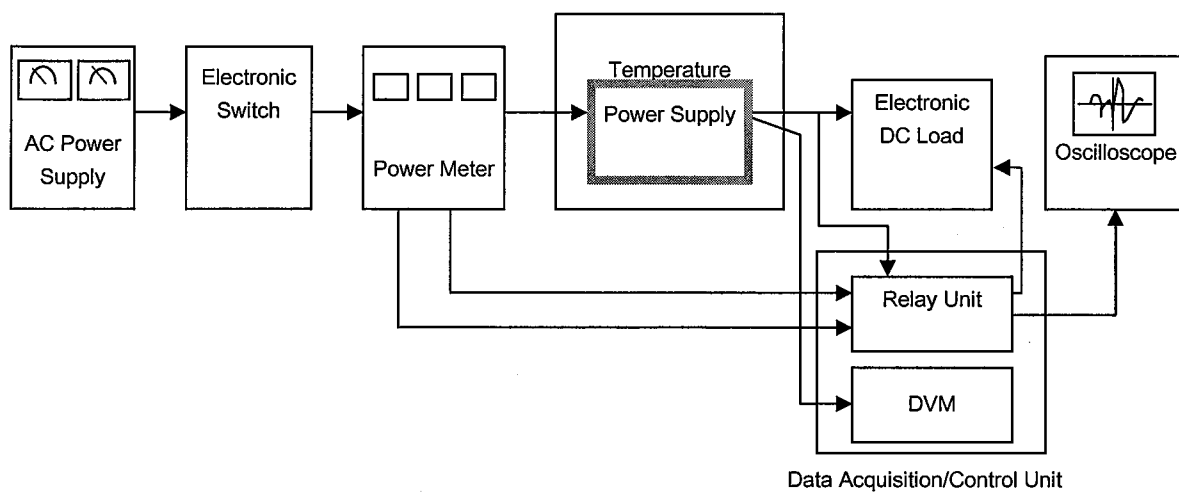 AC Power
Supply
Electronic
Switch
Power Meter
Temperature
Power Supply
Electronic
DC Load
Oscilloscope
Relay Unit
DVM
Data Acquisition/Control Unit